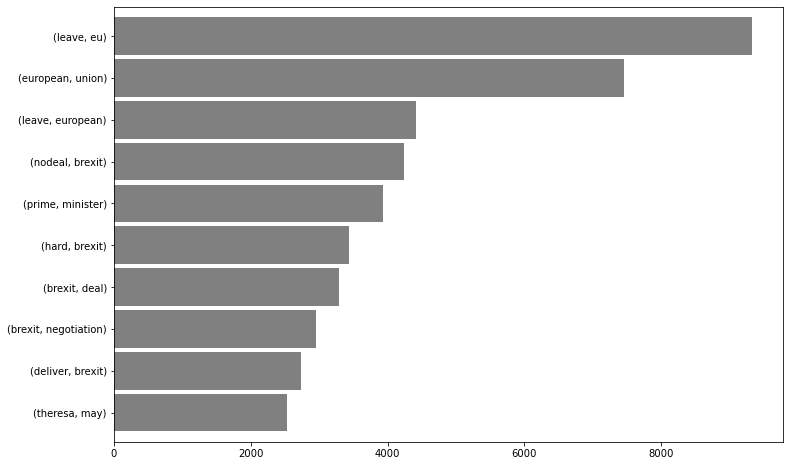 (leave, eu)
(european, union)
(leave, european)
(nodeal, brexit)
(prime, minister)
(hard, brexit)
(brexit, deal)
(brexit, negotiation)
(deliver, brexit)
(theresa, may)
0 2000 4000 6000 8000